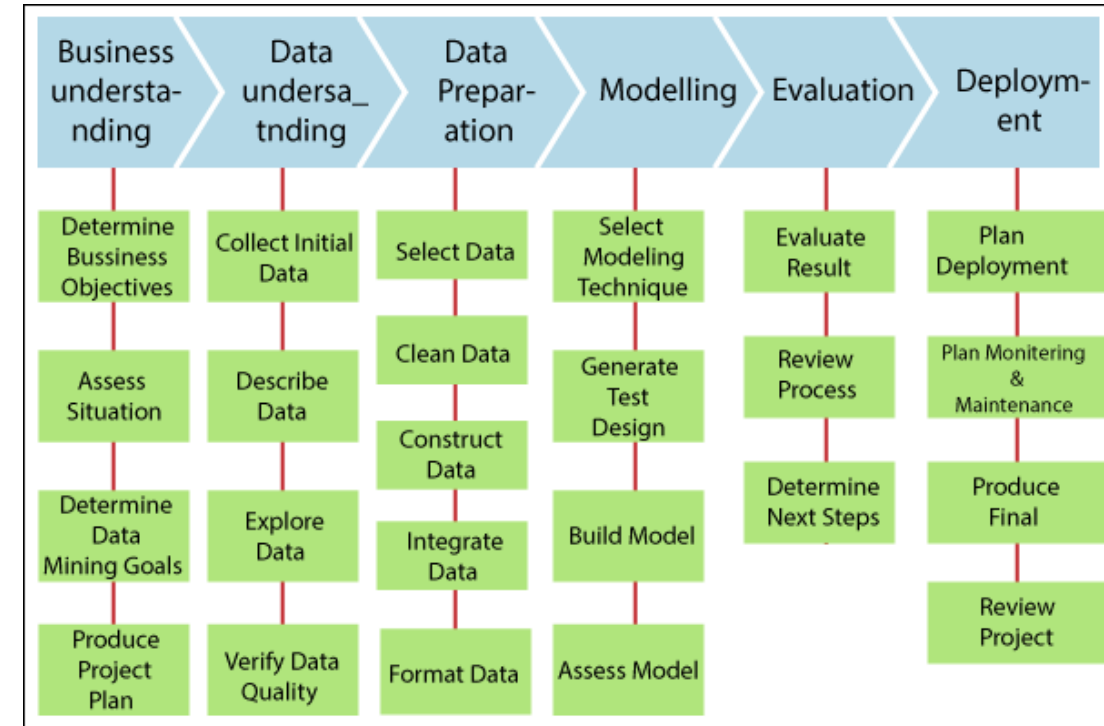 Business
understa-
nding
Data
undersa_
tnding
Data
Prepar-
ation
Modelling
Evaluation
Deploym-
ent
Determine
Bussiness
Objectives
Assess
Situation
Determine
Data
Mining Goals
Produce
Project
Plan
Collect Initial
Data
Describe
Data
Explore
Data
Verify Data
Quality
Select Data
Clean Data
Construct
Data
Integrate
Data
Format Data
Select
Modeling
Technique
Generate
Test
Design
Build Model
Assess Model
Evaluate
Result
Review
Process
Determine
Next Steps
Plan
Deployment
Plan Monitering
&
Maintenance
Produce
Final
Review
Project